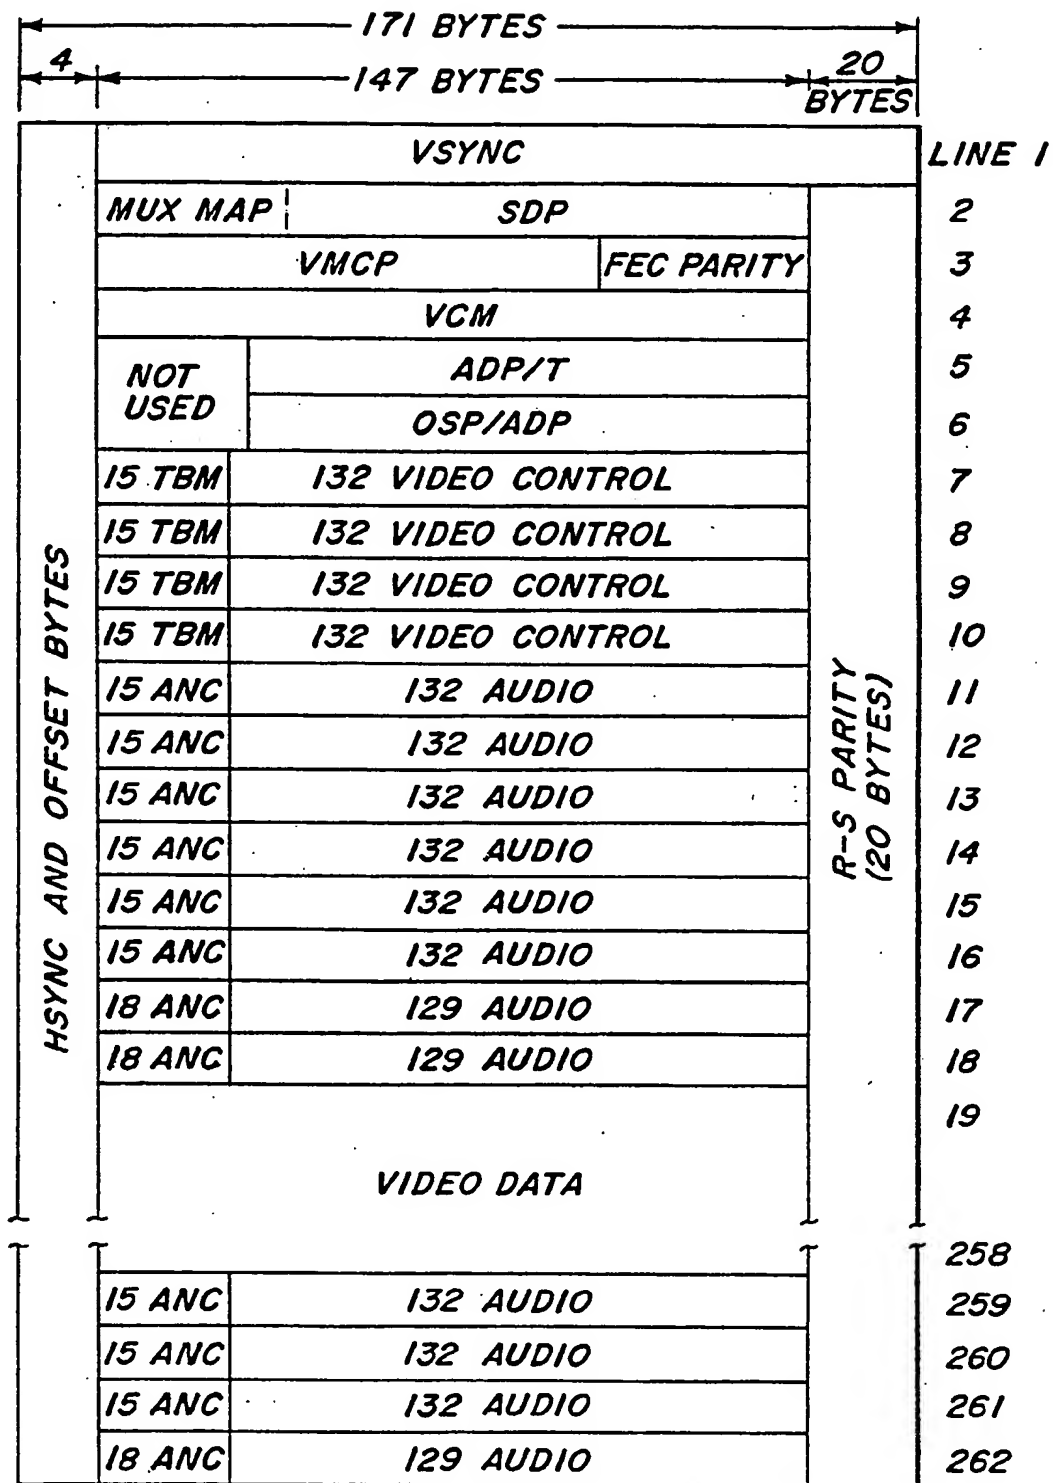 171 BYTES
4 147 BYTES 20 BYTES
VSYNC LINE 1
MUX MAP SDP 2
VMCP FEC PARITY 3
VCM 4
NOT USED ADP/T 5
OSP/ADP 6
15 TBM 132 VIDEO CONTROL 7
15 TBM 132 VIDEO CONTROL 8
15 TBM 132 VIDEO CONTROL 9
15 TBM 132 VIDEO CONTROL 10
15 ANC 132 AUDIO 11
15 ANC 132 AUDIO 12
15 ANC 132 AUDIO 13
15 ANC 132 AUDIO 14
15 ANC 132 AUDIO 15
15 ANC 132 AUDIO 16
18 ANC 129 AUDIO 17
18 ANC 129 AUDIO 18
19
VIDEO DATA
258
15 ANC 132 AUDIO 259
15 ANC 132 AUDIO 260
15 ANC 132 AUDIO 261
18 ANC 129 AUDIO 262
HSYNC AND OFFSET BYTES
R-S PARITY
(20 BYTES)